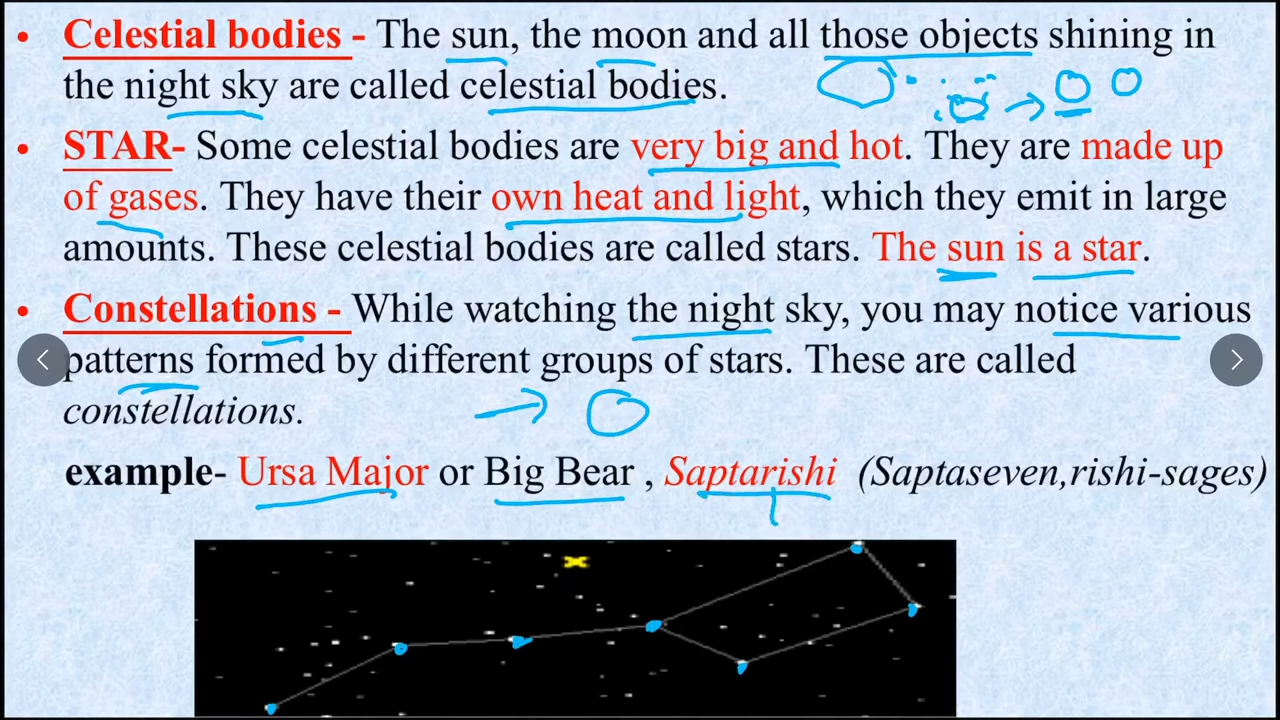 • Celestial bodies - The sun, the moon and all those objects shining in
the night sky are called celestial bodies.
• STAR- Some celestial bodies are very big and hot. They are made up
of gases. They have their own heat and light, which they emit in large
amounts. These celestial bodies are called stars. The sun is a star.
• Constellations - While watching the night sky, you may notice various
patterns formed by different groups of stars. These are called
constellations.
example- Ursa Major or Big Bear , Saptarishi (Saptaseven,rishi-sages)